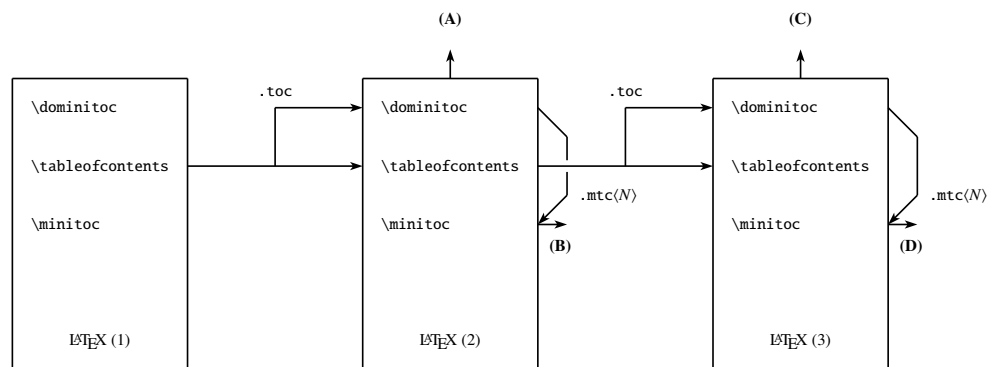 (A) (C)
.toc .toc
\dominitoc \dominitoc \dominitoc
\tableofcontents \tableofcontents \tableofcontents
.mtc⟨N⟩ .mtc⟨N⟩
\minitoc \minitoc \minitoc
(B) (D)
LATEX (1) LATEX (2) LATEX (3)